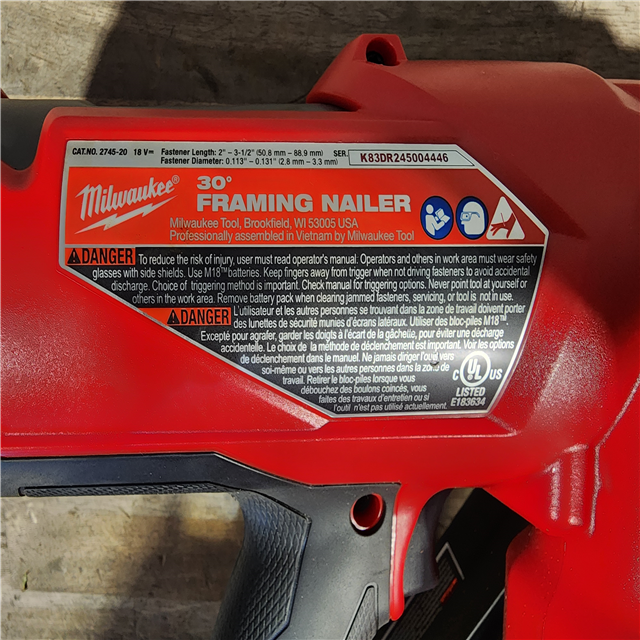 CAT.NO. 2745-20 18 V⎓ Fastener Length: 2" - 3-1/2" (50.8 mm - 88.9 mm) SER.
Fastener Diameter: 0.113" - 0.131" (2.8 mm - 3.3 mm)
K83DR245004446
Milwaukee®
30°
FRAMING NAILER
Milwaukee Tool, Brookfield, WI 53005 USA
Professionally assembled in Vietnam by Milwaukee Tool
DANGER To reduce the risk of injury, user must read operator's manual. Operators and others in work area must wear safety
glasses with side shields. Use M18™ batteries. Keep fingers away from trigger when not driving fasteners to avoid accidental
discharge. Choice of triggering method is important. Check manual for triggering options. Never point tool at yourself or
others in the work area. Remove battery pack when clearing jammed fasteners, servicing, or tool is not in use.
DANGER L'utilisateur et les autres personnes se trouvant dans la zone de travail doivent porter
des lunettes de sécurité munies d'écrans latéraux. Utiliser des bloc-piles M18™.
Excepté pour agrafer, garder les doigts à l'écart de la gâchette, pour éviter une décharge
accidentelle. Le choix de la méthode de déclenchement est important. Voir les options
de déclenchement dans le manuel. Ne jamais diriger l'outil vers
soi-même ou vers les autres personnes dans la zone de
travail. Retirer le bloc-piles lorsque vous
débouchez des boulons coincés, vous
faites des travaux d'entretien ou si
l'outil n'est pas utilisé actuellement.
C UL US
LISTED
E183634